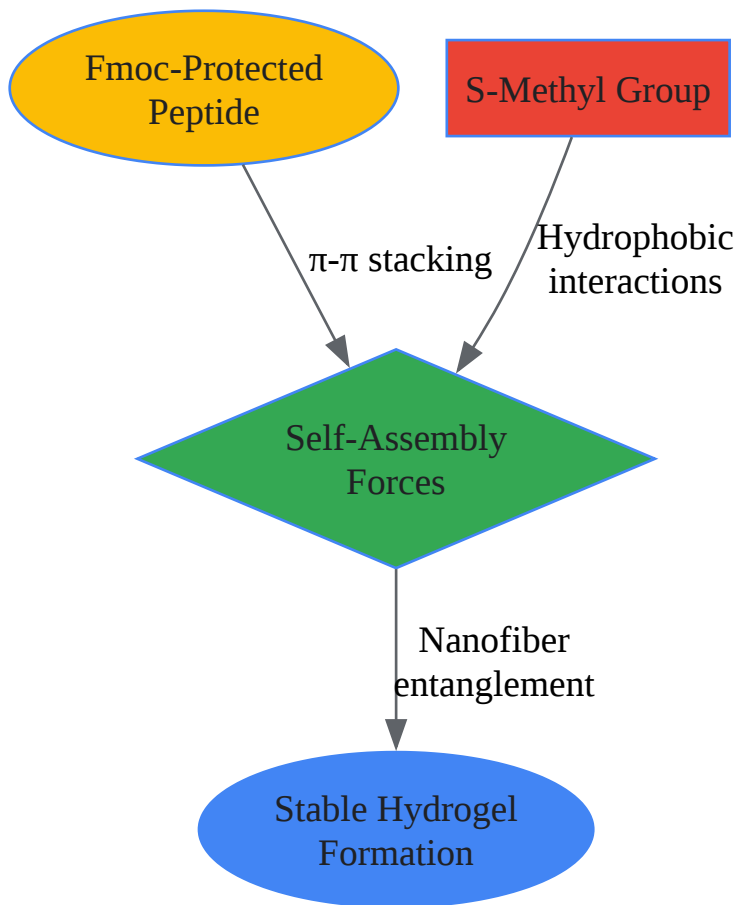 Fmoc-Protected
Peptide
S-Methyl Group
π-π stacking
Hydrophobic
interactions
Self-Assembly
Forces
Nanofiber
entanglement
Stable Hydrogel
Formation